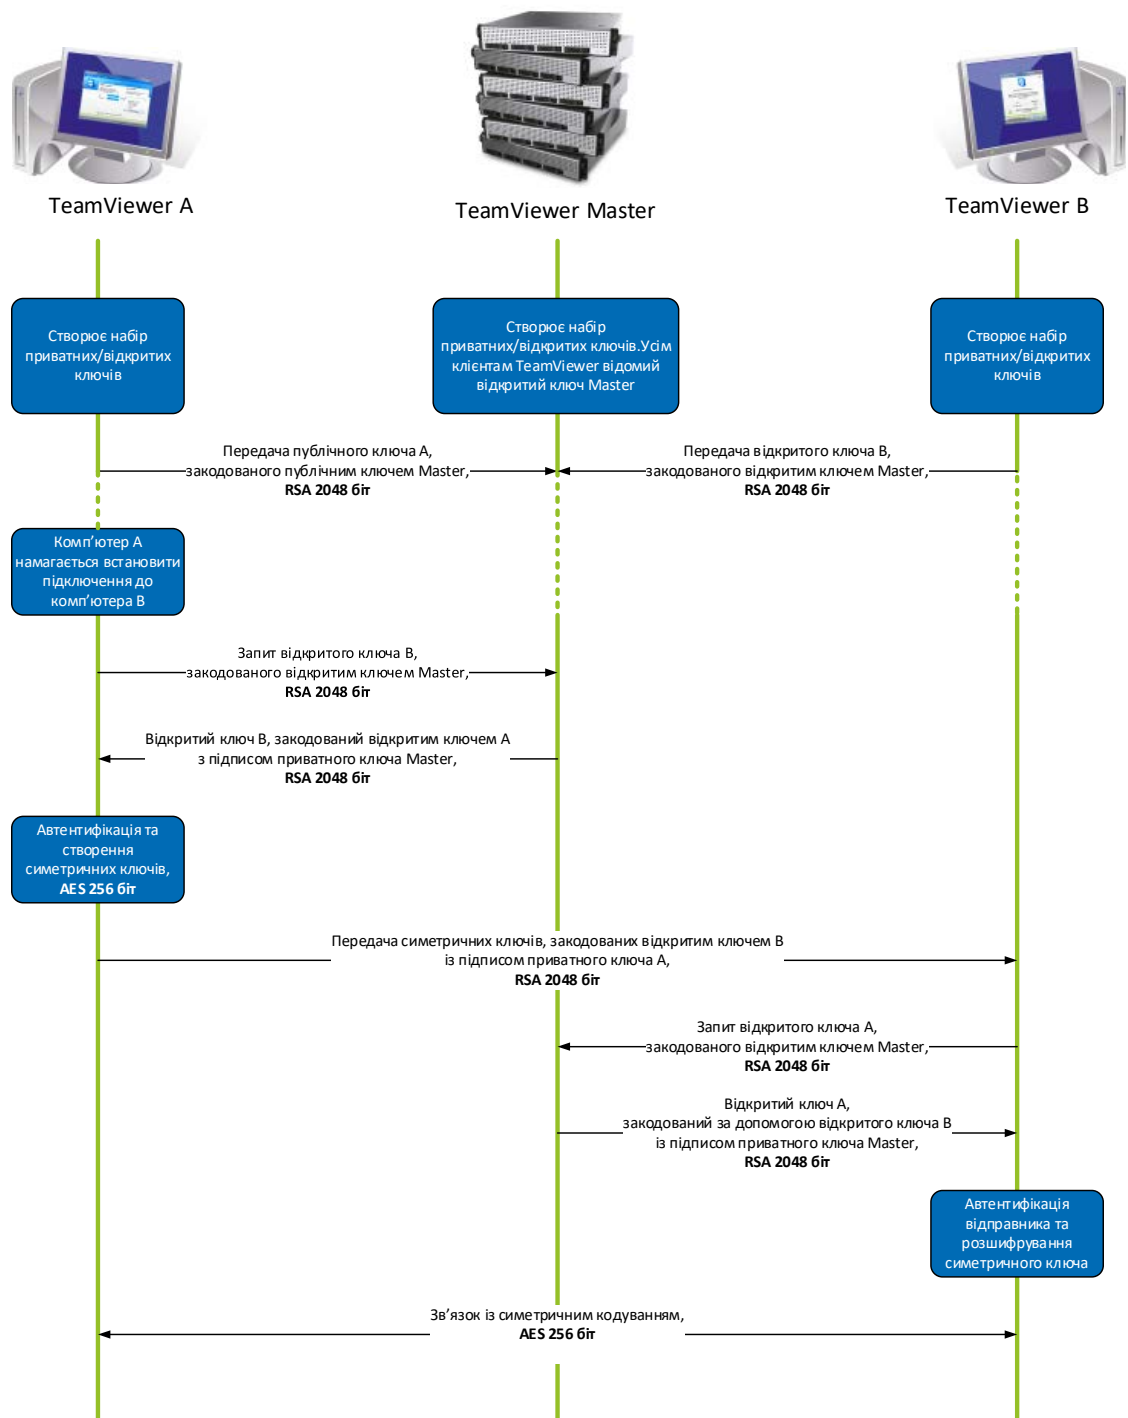 TeamViewer A
TeamViewer Master
TeamViewer B
Створює набір
приватних/відкритих
ключів
Створює набір
приватних/відкритих ключів.Усім
клієнтам TeamViewer відомий
відкритий ключ Master
Створює набір
приватних/відкритих
ключів
Передача публічного ключа A,
закодованого публічним ключем Master,
RSA 2048 біт
Передача відкритого ключа B,
закодованого відкритим ключем Master,
RSA 2048 біт
Комп’ютер A
намагається встановити
підключення до
комп’ютера B
Запит відкритого ключа B,
закодованого відкритим ключем Master,
RSA 2048 біт
Відкритий ключ B, закодований відкритим ключем A
з підписом приватного ключа Master,
RSA 2048 біт
Автентифікація та
створення
симетричних ключів,
AES 256 біт
Передача симетричних ключів, закодованих відкритим ключем B
із підписом приватного ключа A,
RSA 2048 біт
Запит відкритого ключа A,
закодованого відкритим ключем Master,
RSA 2048 біт
Відкритий ключ A,
закодований за допомогою відкритого ключа B
із підписом приватного ключа Master,
RSA 2048 біт
Автентифікація
відправника та
розшифрування
симетричного ключа
Зв’язок із симетричним кодуванням,
AES 256 біт